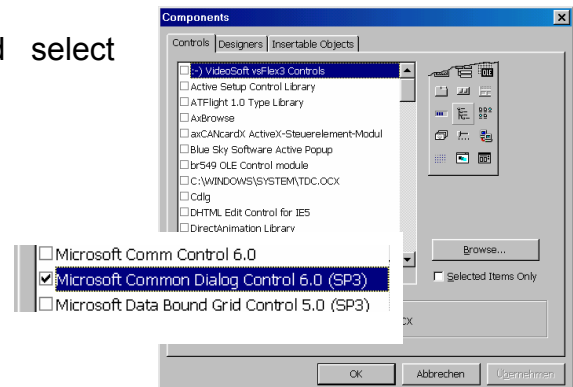 select
Components
Controls Designers Insertable Objects
:-) VideoSoft vsFlex3 Controls
Active Setup Control Library
ATFlight 1.0 Type Library
AxBrowse
axCANcardX ActiveX-Steuerelement-Modul
Blue Sky Software Active Popup
br549 OLE Control module
C:\WINDOWS\SYSTEM\TDC.OCX
Cdlg
DHTML Edit Control for IE5
DirectAnimation Library
Microsoft Comm Control 6.0
Microsoft Common Dialog Control 6.0 (SP3)
Microsoft Data Bound Grid Control 5.0 (SP3)
Browse...
Selected Items Only
OK Abbrechen Übernehmen